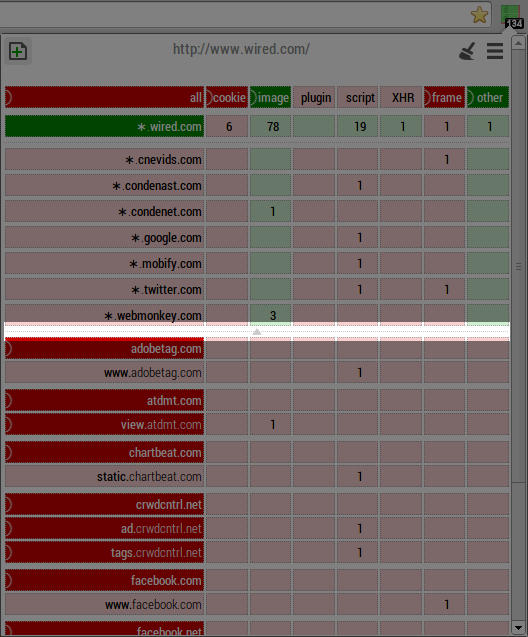 134
http://www.wired.com/
all cookie image plugin script XHR frame other
∗.wired.com 6 78 19 1 1 1
∗.cnevids.com 1
∗.condenast.com 1
∗.condenet.com 1
∗.google.com 1
∗.mobify.com 1
∗.twitter.com 1 1
∗.webmonkey.com 3
adobetag.com
www.adobetag.com 1
atdmt.com
view.atdmt.com 1
chartbeat.com
static.chartbeat.com 1
crwdcntrl.net
ad.crwdcntrl.net 1
tags.crwdcntrl.net 1
facebook.com
www.facebook.com 1
facebook.net